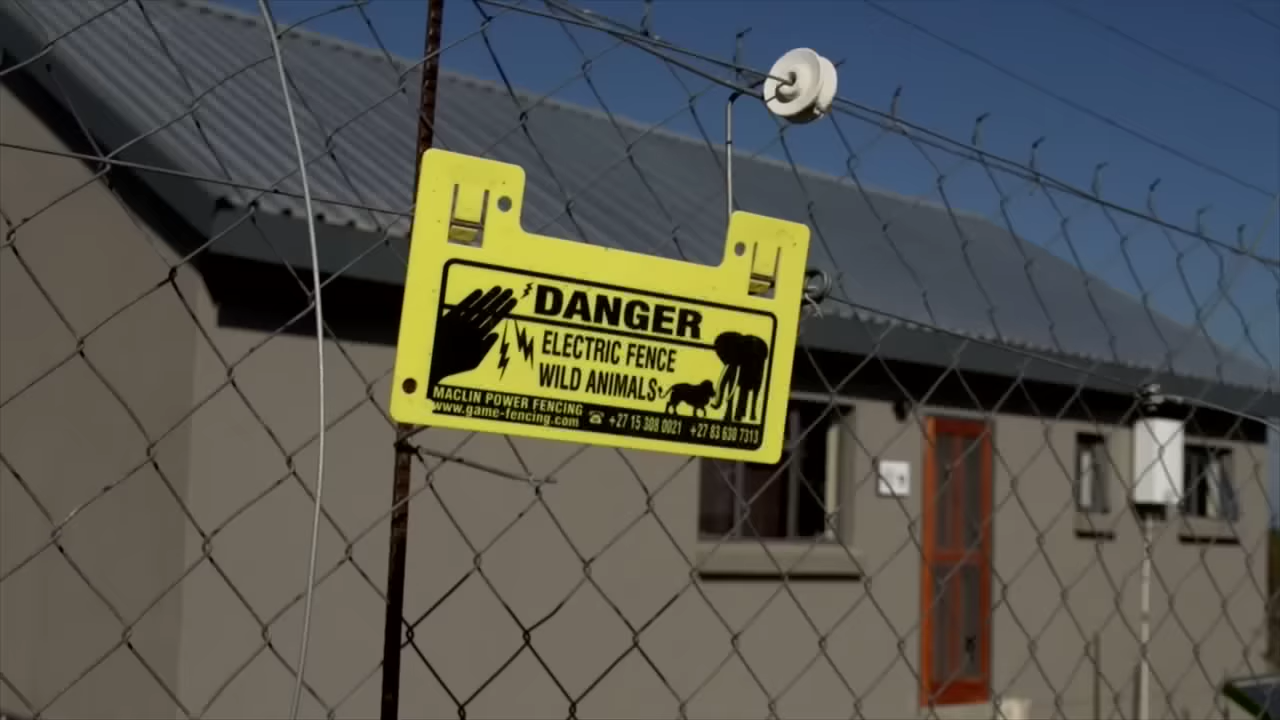 DANGER
ELECTRIC FENCE
WILD ANIMALS
MACLIN POWER FENCING
www.game-fencing.com ☎ +27 15 308 0021 +27 83 630 7313